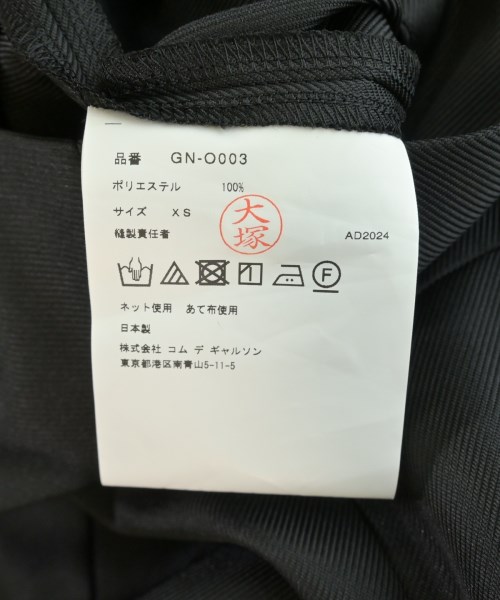 品番 GN-O003
ポリエステル 100%
サイズ XS
大塚
縫製責任者 AD2024
F
ネット使用 あて布使用
日本製
株式会社 コム デ ギャルソン
東京都港区南青山5-11-5